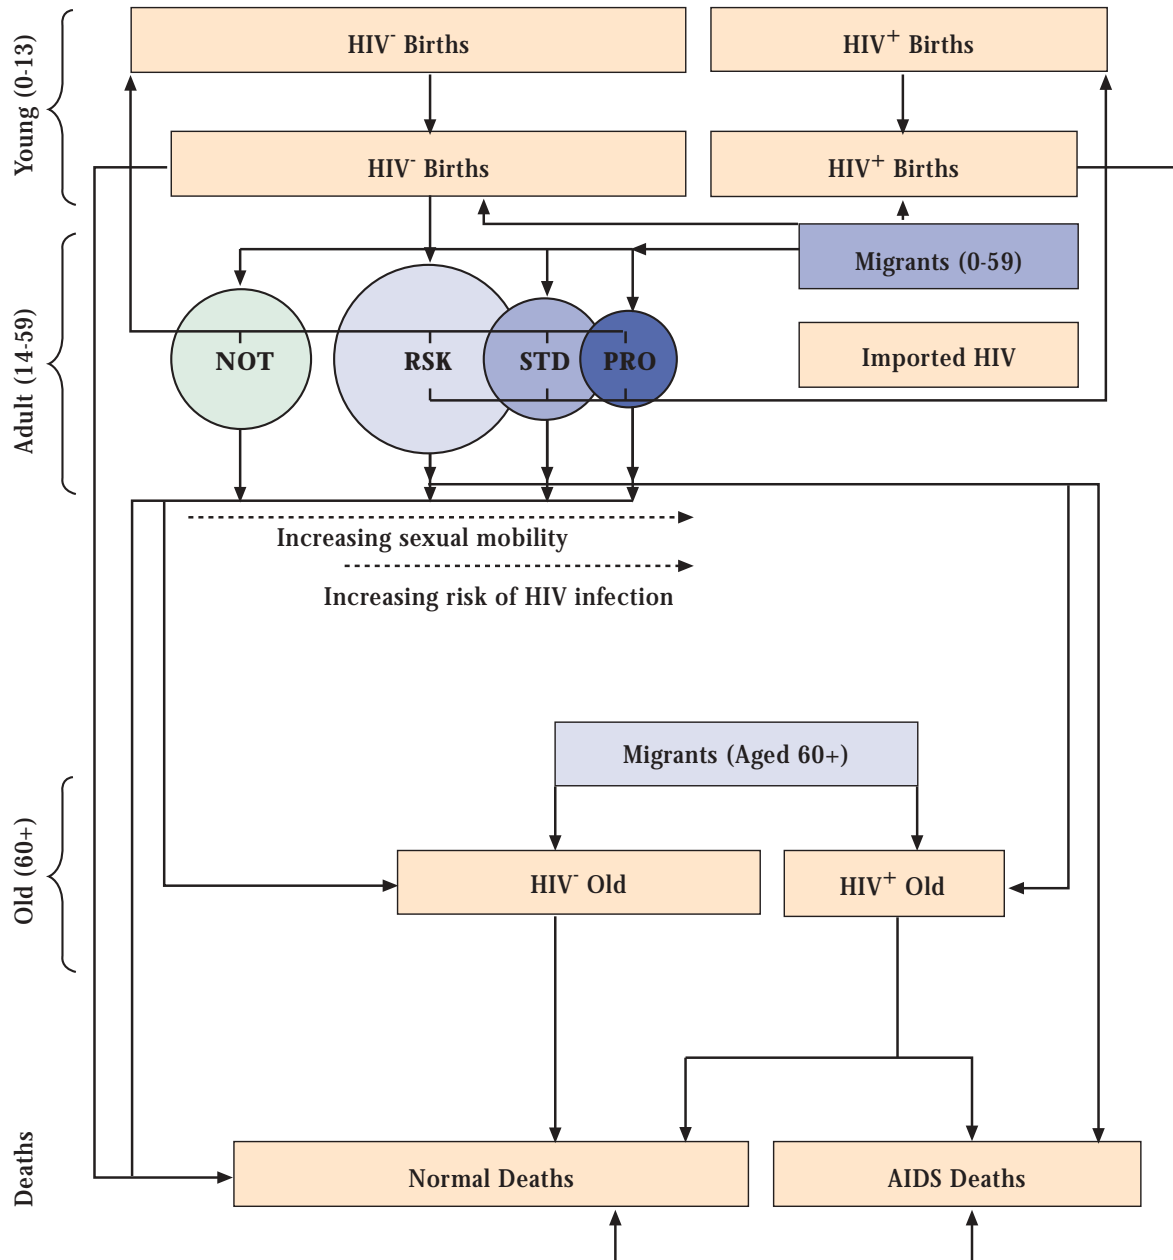 Young (0-13)
HIV⁻ Births
HIV⁺ Births
HIV⁻ Births
HIV⁺ Births
Adult (14-59)
Migrants (0-59)
NOT
RSK
STD
PRO
Imported HIV
Increasing sexual mobility
Increasing risk of HIV infection
Migrants (Aged 60+)
Old (60+)
HIV⁻ Old
HIV⁺ Old
Deaths
Normal Deaths
AIDS Deaths